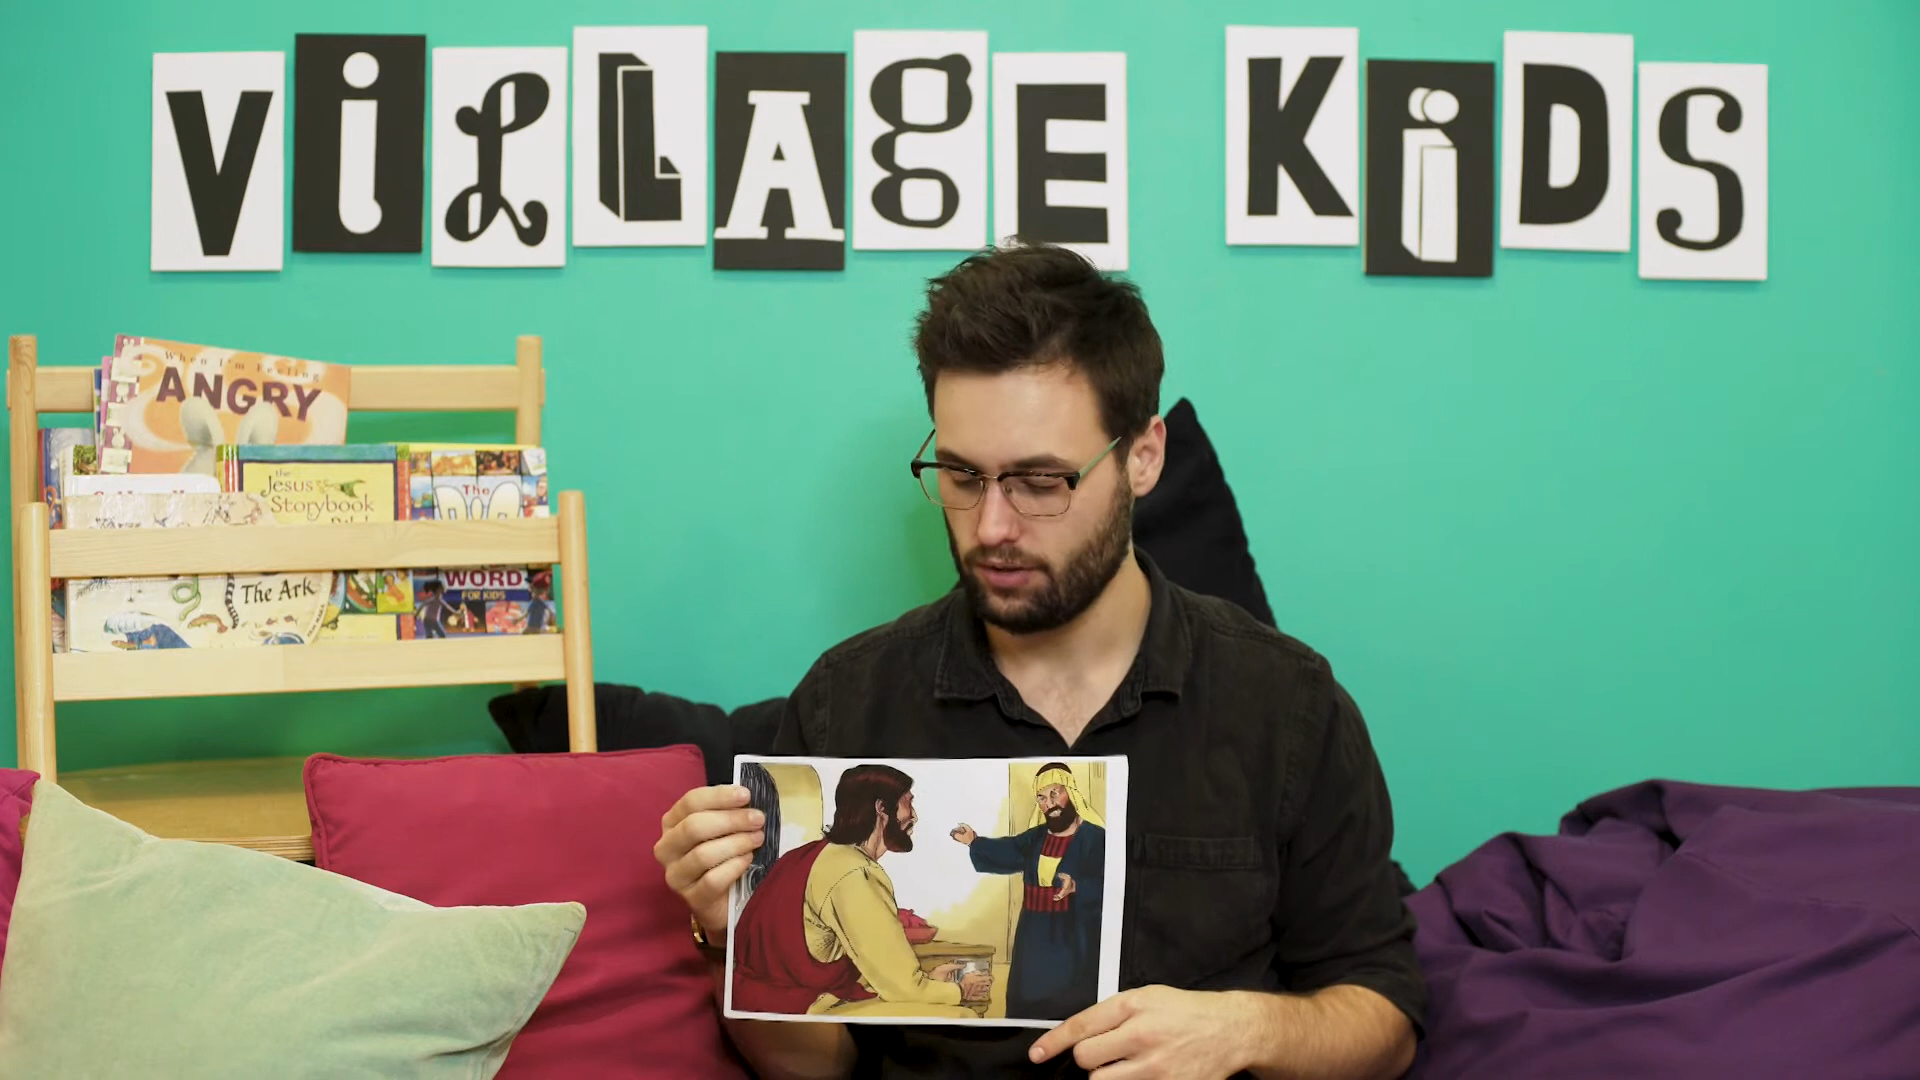 ViLLAGE KiDS
When I'm Feeling
ANGRY
the
Jesus
Storybook
The
The Ark
WORD
FOR KIDS